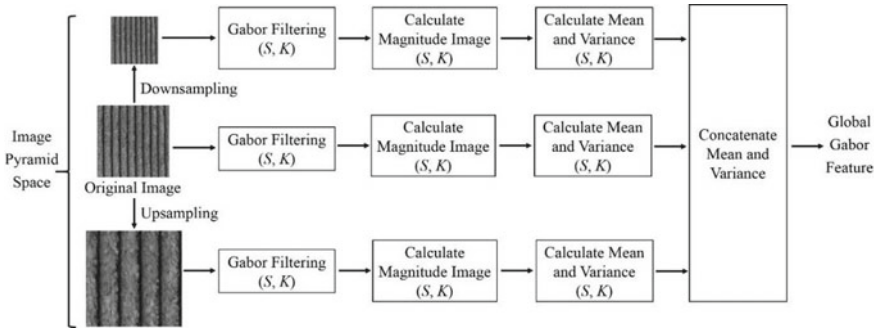 Gabor Filtering
(S, K)
Calculate
Magnitude Image
(S, K)
Calculate Mean
and Variance
(S, K)
Downsampling
Image
Pyramid
Space
Original Image
Gabor Filtering
(S, K)
Calculate
Magnitude Image
(S, K)
Calculate Mean
and Variance
(S, K)
Concatenate
Mean and
Variance
Global
Gabor
Feature
Upsampling
Gabor Filtering
(S, K)
Calculate
Magnitude Image
(S, K)
Calculate Mean
and Variance
(S, K)